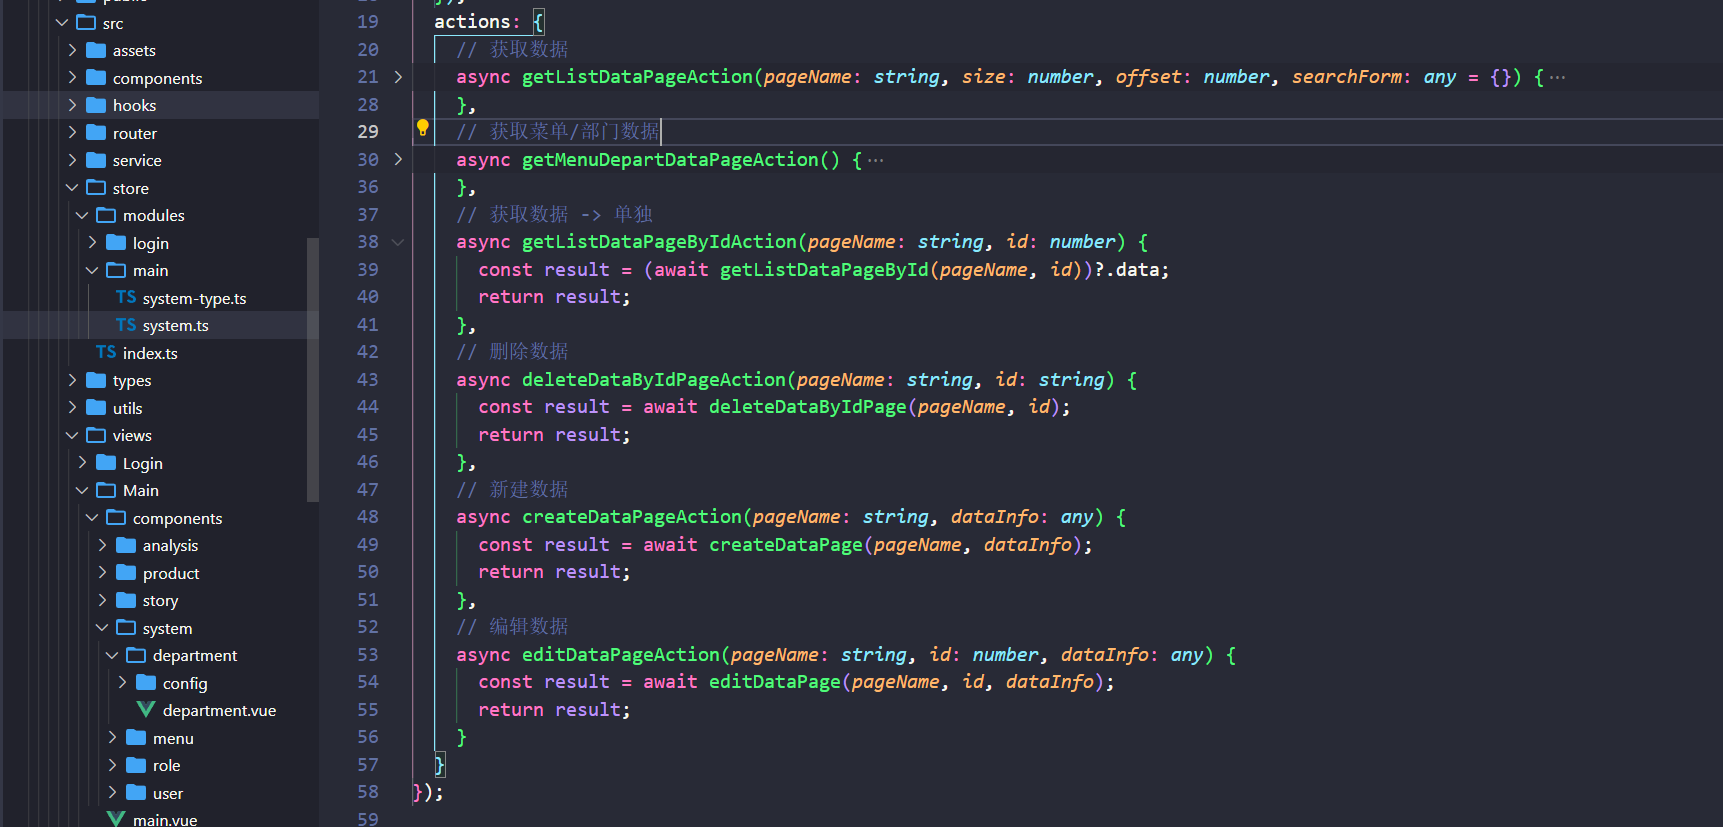 public
src
assets
components
hooks
router
service
store
modules
login
main
TS system-type.ts
TS system.ts
TS index.ts
types
utils
views
Login
Main
components
analysis
product
story
system
department
config
department.vue
menu
role
user
main.vue
});
19 actions: {
20 // 获取数据
21 async getListDataPageAction(pageName: string, size: number, offset: number, searchForm: any = {}) { ···
28 },
29 // 获取菜单/部门数据
30 async getMenuDepartDataPageAction() { ···
36 },
37 // 获取数据 -> 单独
38 async getListDataPageByIdAction(pageName: string, id: number) {
39 const result = (await getListDataPageById(pageName, id))?.data;
40 return result;
41 },
42 // 删除数据
43 async deleteDataByIdPageAction(pageName: string, id: string) {
44 const result = await deleteDataByIdPage(pageName, id);
45 return result;
46 },
47 // 新建数据
48 async createDataPageAction(pageName: string, dataInfo: any) {
49 const result = await createDataPage(pageName, dataInfo);
50 return result;
51 },
52 // 编辑数据
53 async editDataPageAction(pageName: string, id: number, dataInfo: any) {
54 const result = await editDataPage(pageName, id, dataInfo);
55 return result;
56 }
57 }
58 });
59